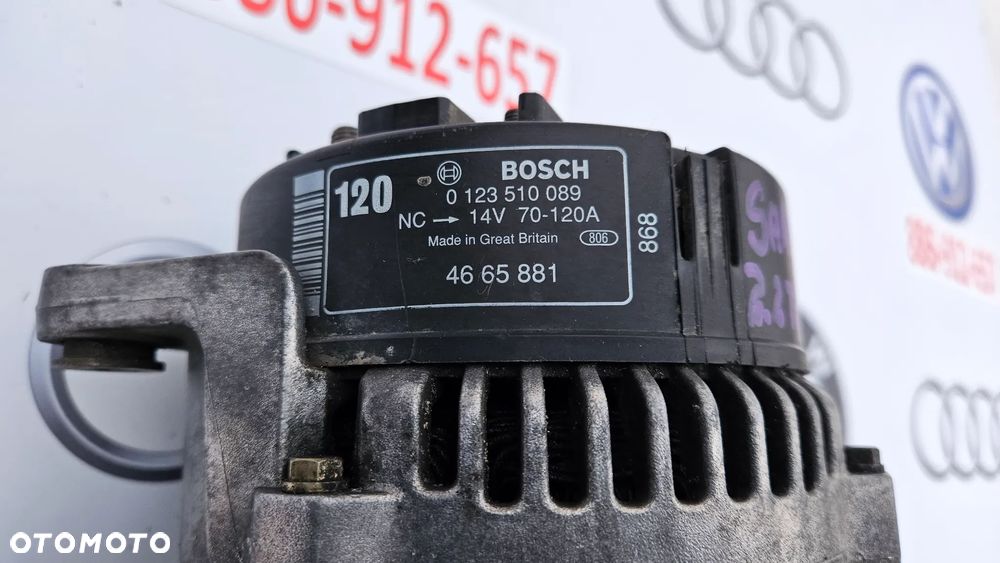 -912-657
120
BOSCH
0 123 510 089
NC → 14V 70-120A
Made in Great Britain 806
46 65 881
868
OTOMOTO